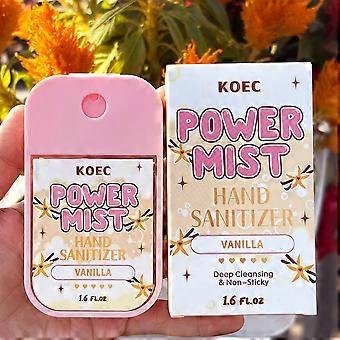 KOEC
POWER
MIST
HAND
SANITIZER
VANILLA
1.6 FL.OZ
KOEC
POWER
MIST
HAND
SANITIZER
VANILLA
Deep Cleansing
& Non-Sticky
1.6 FL.OZ